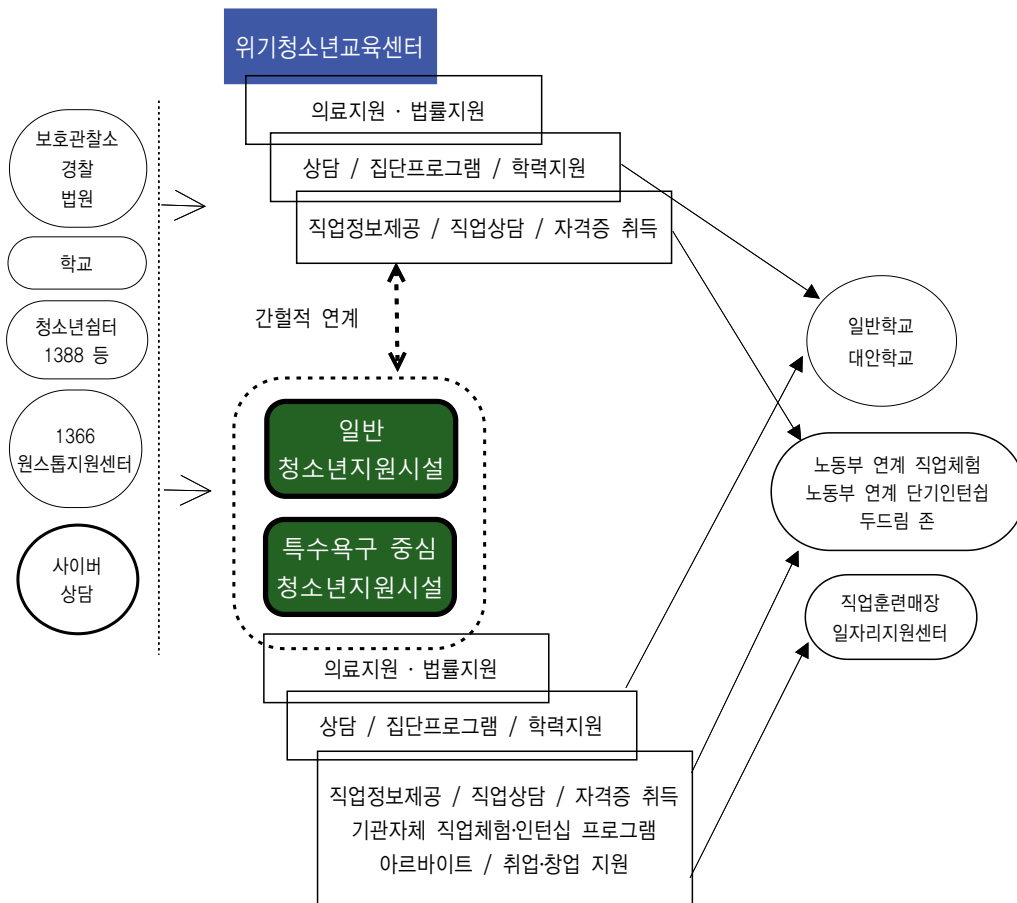 위기청소년교육센터
의료지원 · 법률지원
상담 / 집단프로그램 / 학력지원
직업정보제공 / 직업상담 / 자격증 취득
보호관찰소
경찰
법원
학교
청소년쉼터
1388 등
1366
원스톱지원센터
사이버
상담
간헐적 연계
일반
청소년지원시설
특수욕구 중심
청소년지원시설
의료지원 · 법률지원
상담 / 집단프로그램 / 학력지원
직업정보제공 / 직업상담 / 자격증 취득
기관자체 직업체험·인턴십 프로그램
아르바이트 / 취업·창업 지원
일반학교
대안학교
노동부 연계 직업체험
노동부 연계 단기인턴쉽
두드림 존
직업훈련매장
일자리지원센터